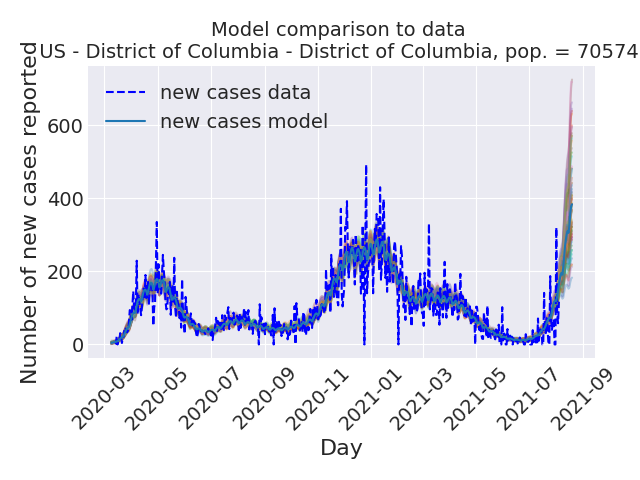 Model comparison to data
US - District of Columbia - District of Columbia, pop. = 70574
new cases data
new cases model
Number of new cases reported
600
400
200
0
2020-03
2020-05
2020-07
2020-09
2020-11
2021-01
2021-03
2021-05
2021-07
2021-09
Day